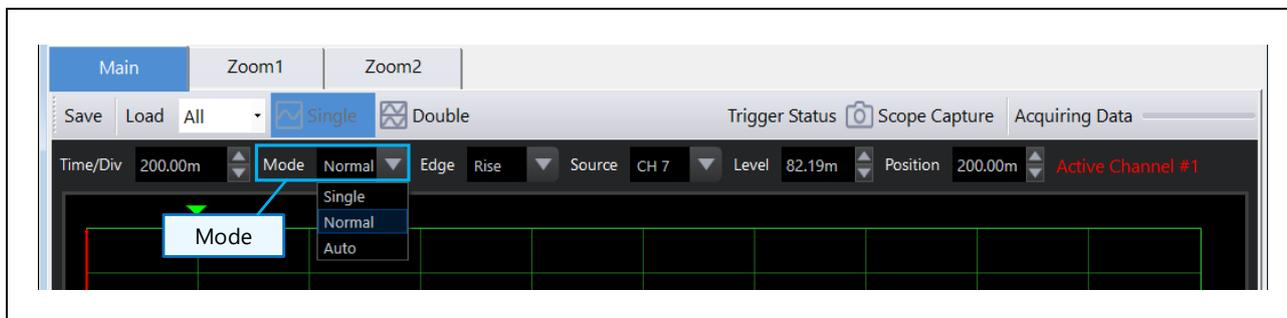 Main Zoom1 Zoom2
Save Load All Single Double Trigger Status Scope Capture Acquiring Data
Time/Div 200.00m Mode Normal Edge Rise Source CH 7 Level 82.19m Position 200.00m Active Channel #1
Single
Normal
Mode
Auto